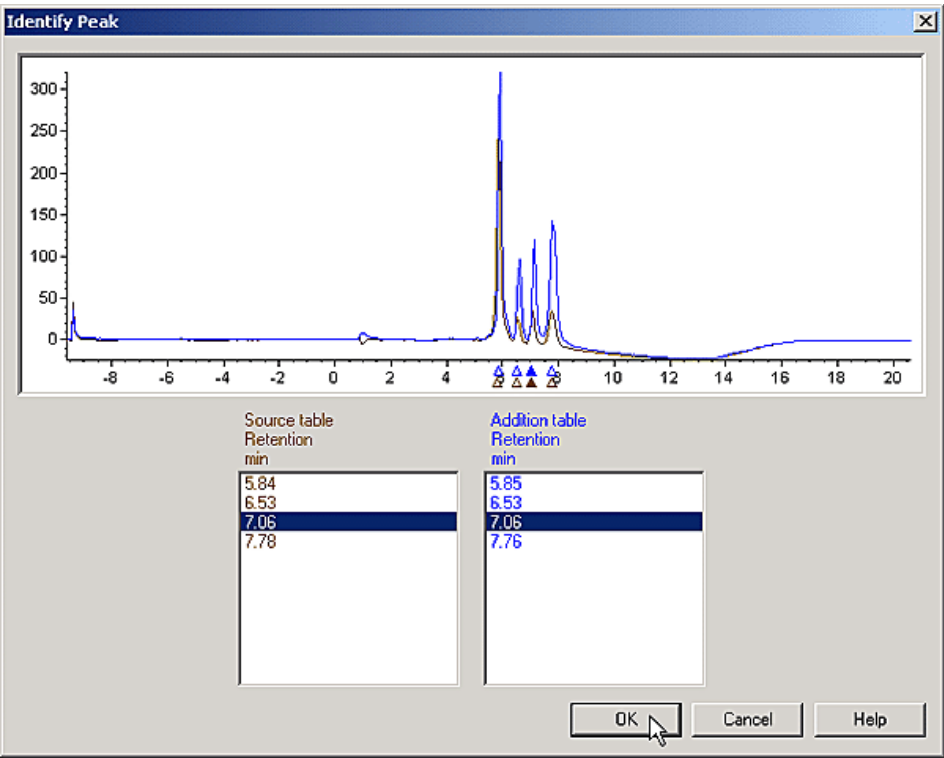 Identify Peak
300
250
200
150
100
50
0
-8 -6 -4 -2 0 2 4 6 8 10 12 14 16 18 20
Source table
Retention
min
5.84
6.53
7.06
7.78
Addition table
Retention
min
5.85
6.53
7.06
7.76
OK Cancel Help